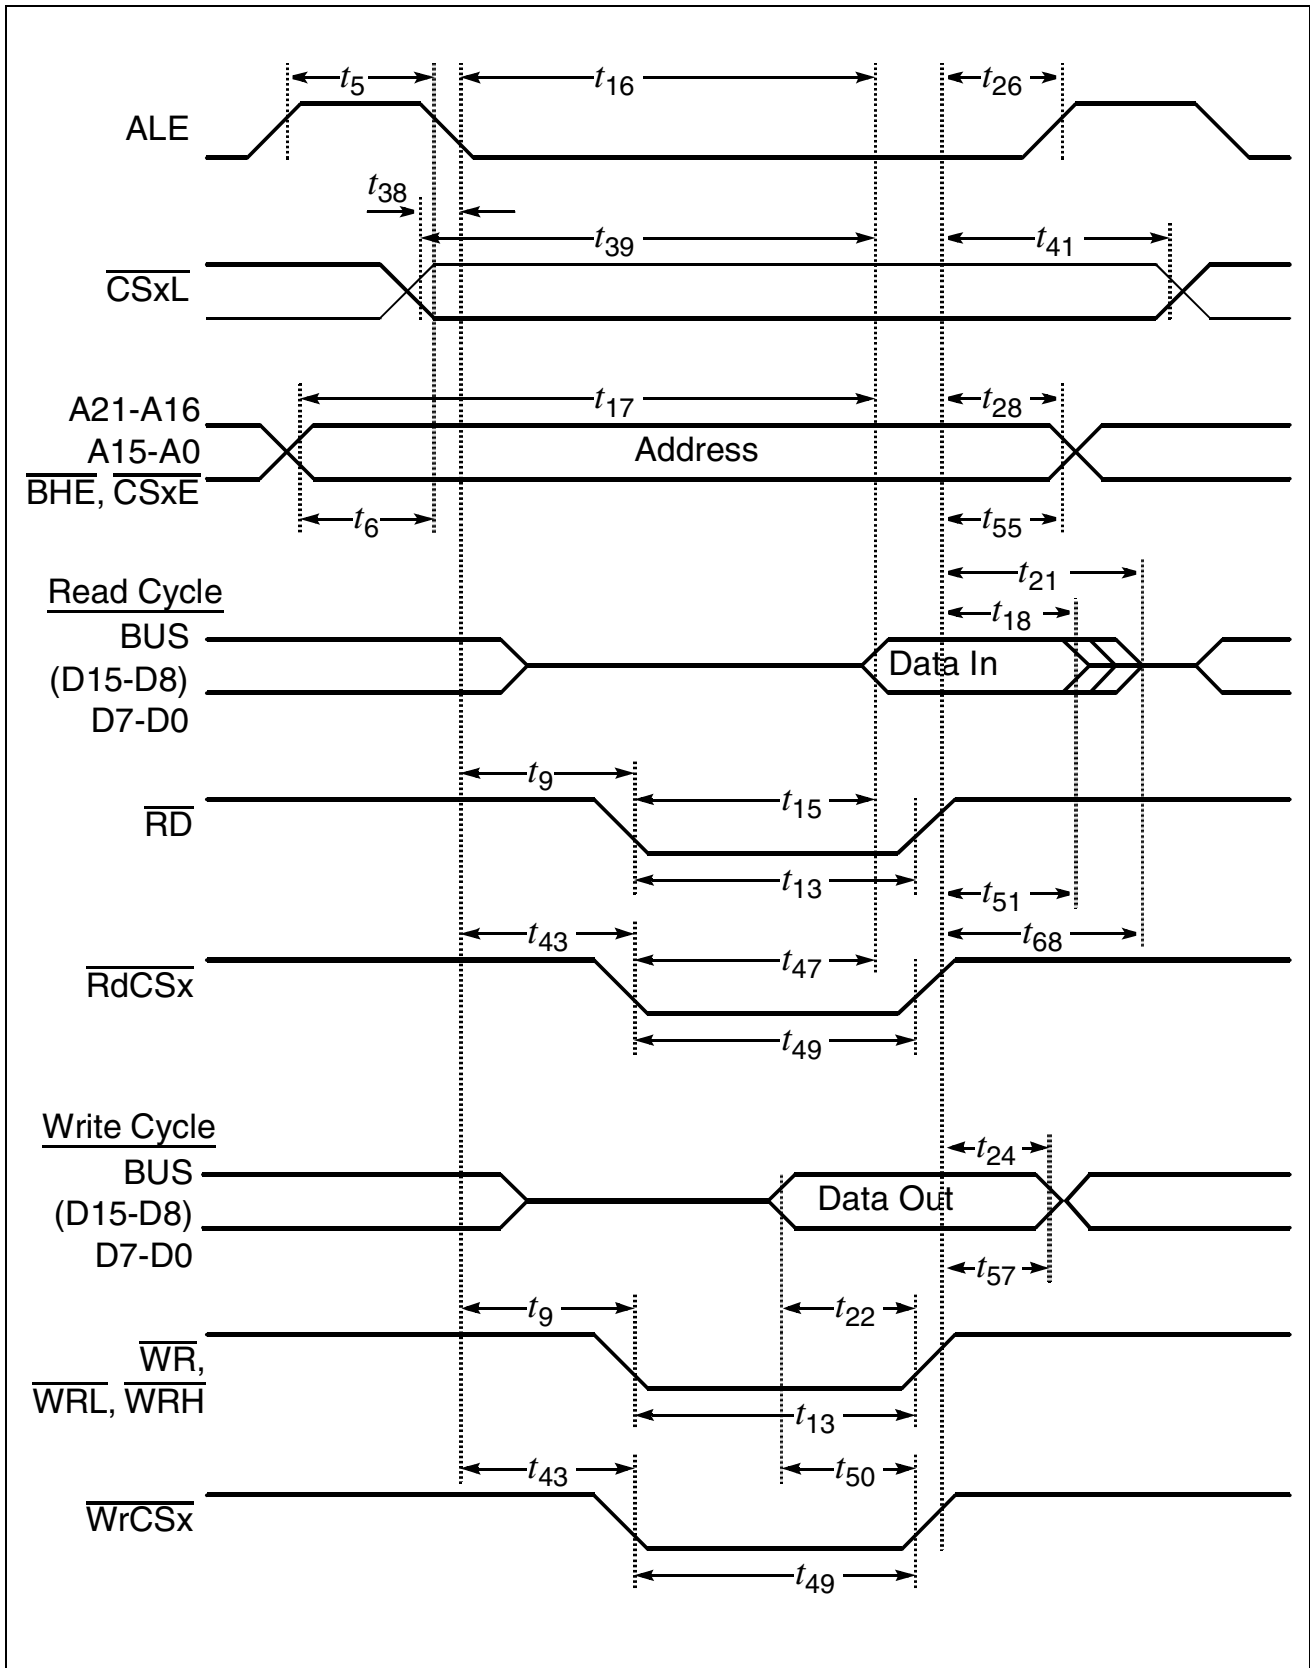 t5
t16
t26
ALE
t38
t39
t41
CSxL
A21-A16
t17
t28
A15-A0
Address
BHE, CSxE
t6
t55
t21
Read Cycle
t18
BUS
(D15-D8)
Data In
D7-D0
t9
t15
RD
t13
t51
t43
t47
t68
RdCSx
t49
Write Cycle
t24
BUS
(D15-D8)
Data Out
D7-D0
t57
t9
t22
WR,
WRL, WRH
t13
t43
t50
WrCSx
t49